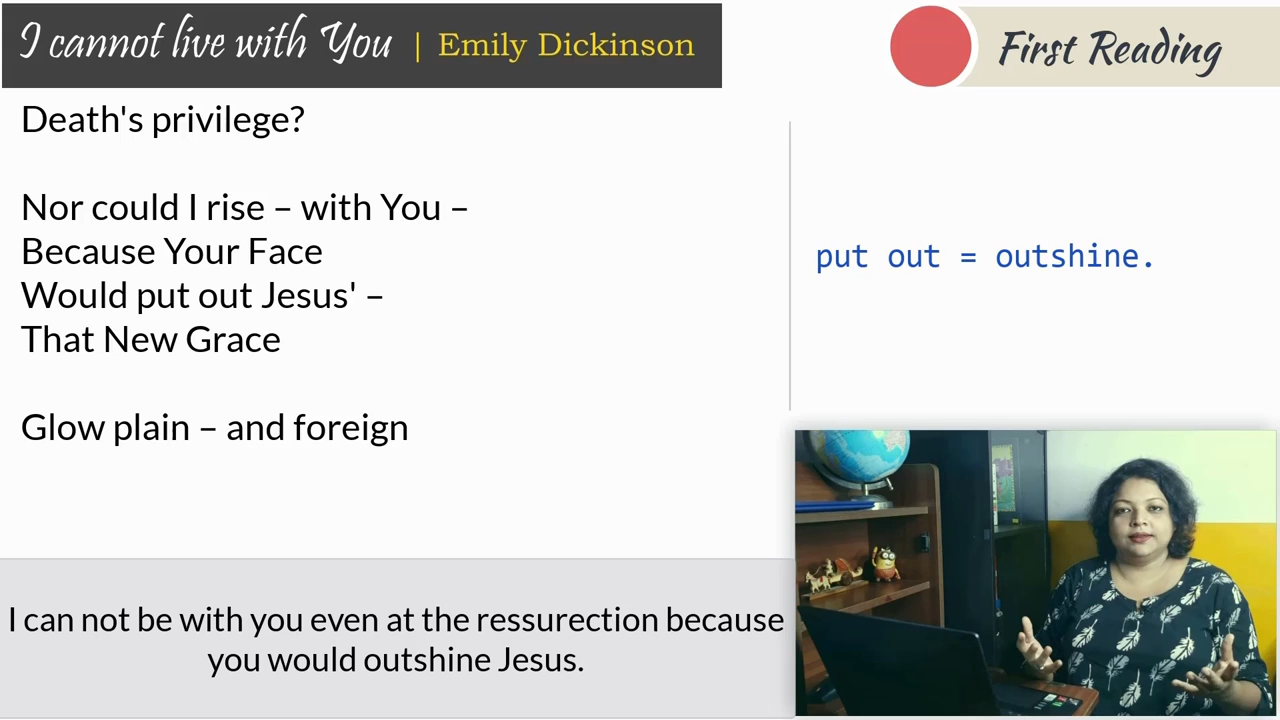 I cannot live with You | Emily Dickinson
First Reading
Death's privilege?
Nor could I rise – with You –
Because Your Face
Would put out Jesus' –
That New Grace
Glow plain – and foreign
put out = outshine.
I can not be with you even at the ressurection because
you would outshine Jesus.